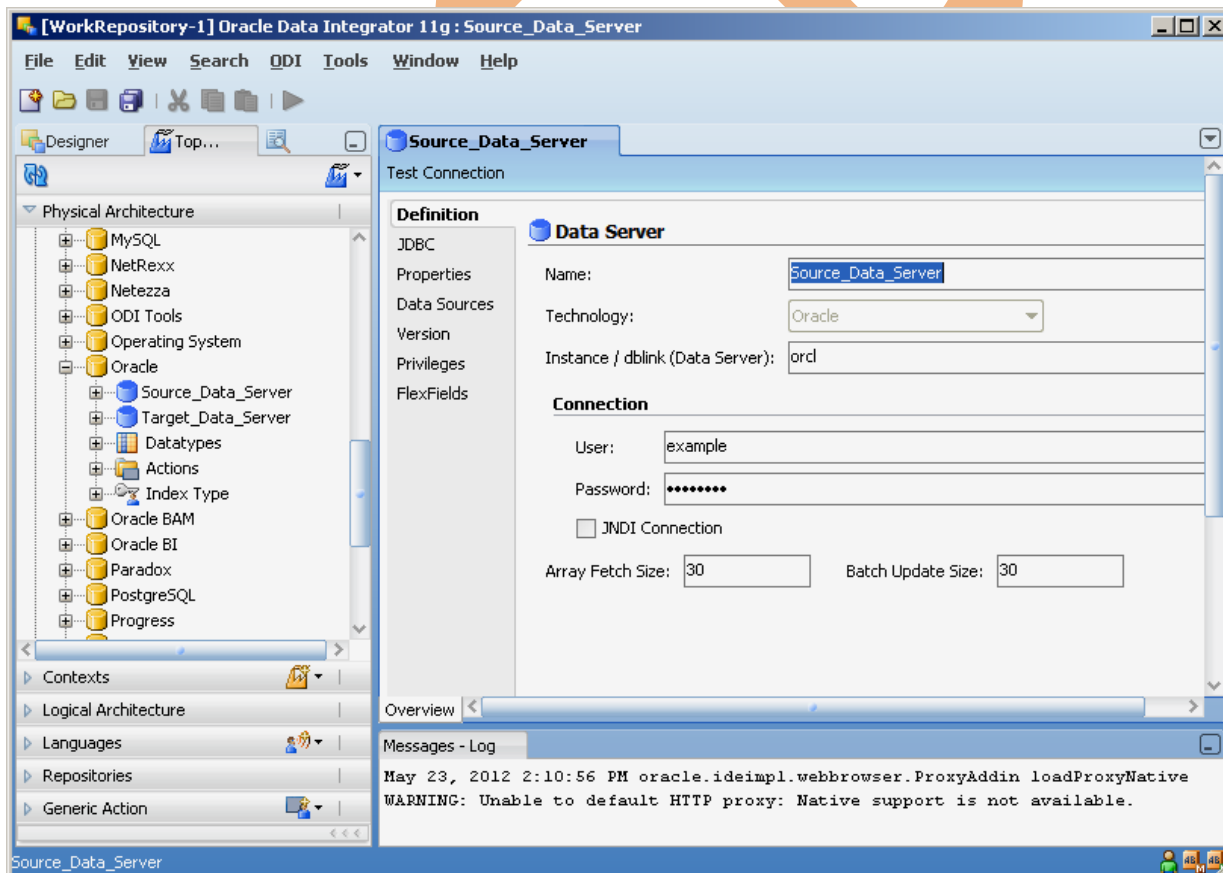 [WorkRepository-1] Oracle Data Integrator 11g : Source_Data_Server
File Edit View Search ODI Tools Window Help
Designer Top...
Physical Architecture
MySQL
NetRexx
Netezza
ODI Tools
Operating System
Oracle
Source_Data_Server
Target_Data_Server
Datatypes
Actions
Index Type
Oracle BAM
Oracle BI
Paradox
PostgreSQL
Progress
Contexts
Logical Architecture
Languages
Repositories
Generic Action
Source_Data_Server
Test Connection
Definition
JDBC
Properties
Data Sources
Version
Privileges
FlexFields
Data Server
Name: Source_Data_Server
Technology: Oracle
Instance / dblink (Data Server): orcl
Connection
User: example
Password: ••••••••
JNDI Connection
Array Fetch Size: 30 Batch Update Size: 30
Overview
Messages - Log
May 23, 2012 2:10:56 PM oracle.ideimpl.webbrowser.ProxyAddin loadProxyNative
WARNING: Unable to default HTTP proxy: Native support is not available.
Source_Data_Server